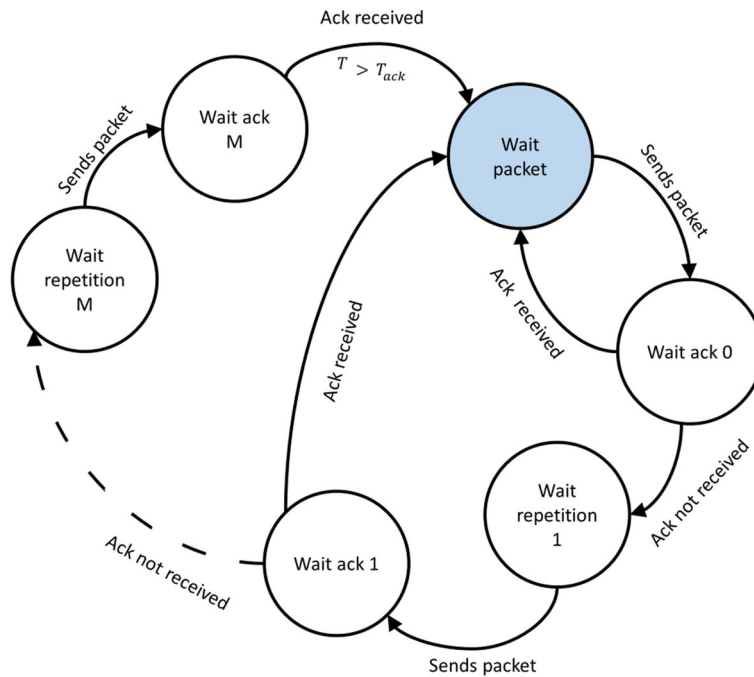 Ack received
T > T_ack
Wait ack
M
Sends packet
Wait
packet
Sends packet
Wait
repetition
M
Ack received
Ack received
Wait ack 0
Wait
repetition
1
Ack not received
Ack not received
Wait ack 1
Sends packet